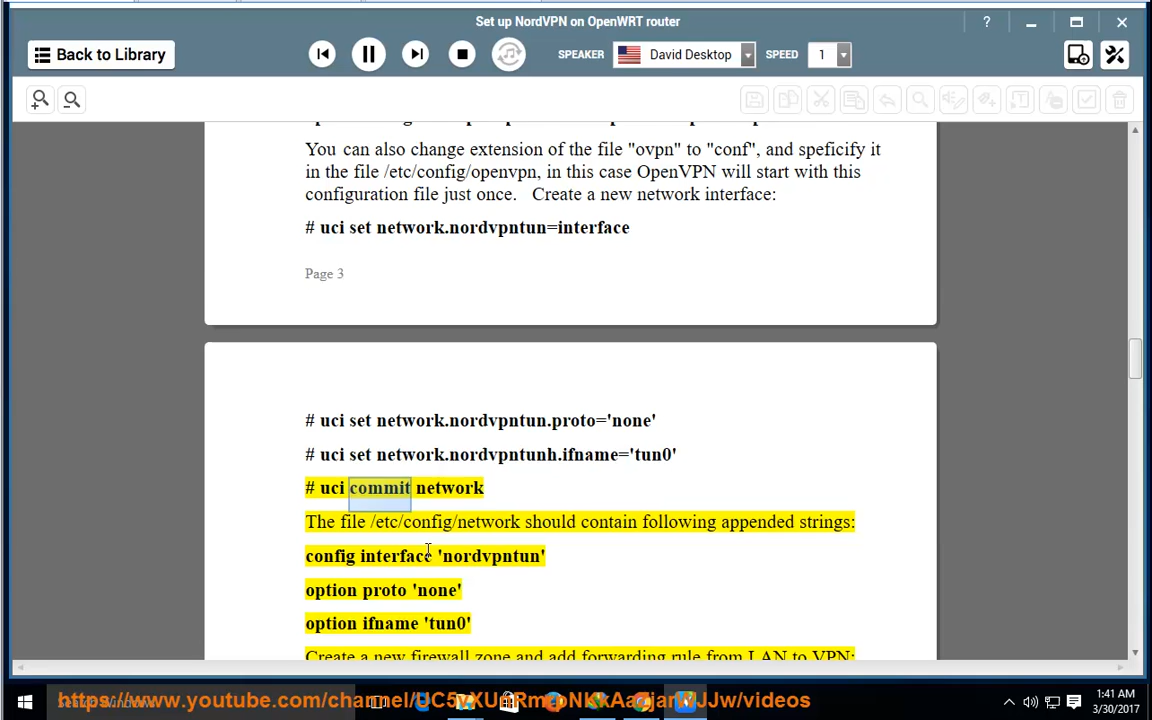 Set up NordVPN on OpenWRT router
?
Back to Library
SPEAKER
David Desktop
SPEED
1
You can also change extension of the file "ovpn" to "conf", and speficify it
in the file /etc/config/openvpn, in this case OpenVPN will start with this
configuration file just once. Create a new network interface:
# uci set network.nordvpntun=interface
Page 3
# uci set network.nordvpntun.proto='none'
# uci set network.nordvpntunh.ifname='tun0'
# uci commit network
The file /etc/config/network should contain following appended strings:
config interface 'nordvpntun'
option proto 'none'
option ifname 'tun0'
Create a new firewall zone and add forwarding rule from LAN to VPN:
Search Windows
1:41 AM
3/30/2017